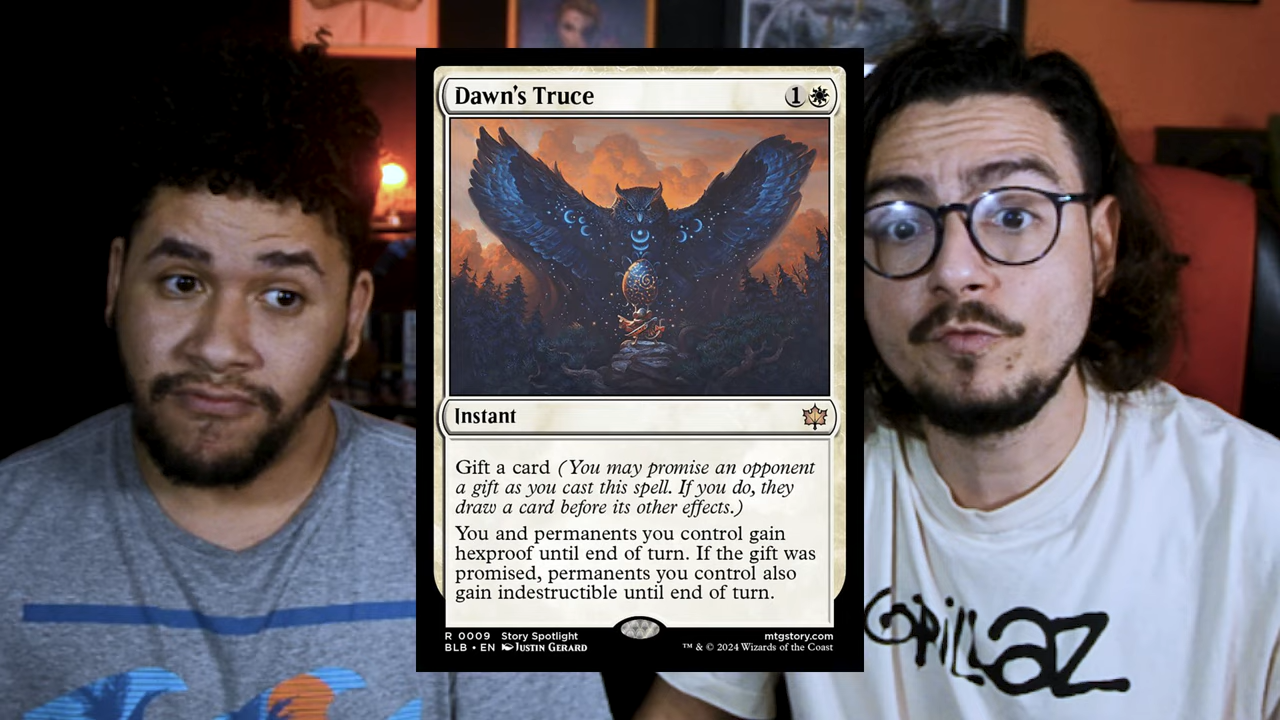 Dawn's Truce 1
Instant
Gift a card (You may promise an opponent
a gift as you cast this spell. If you do, they
draw a card before its other effects.)
You and permanents you control gain
hexproof until end of turn. If the gift was
promised, permanents you control also
gain indestructible until end of turn.
R 0009 Story Spotlight
BLB • EN Justin Gerard
mtgstory.com
™ & © 2024 Wizards of the Coast
GORILLAZ